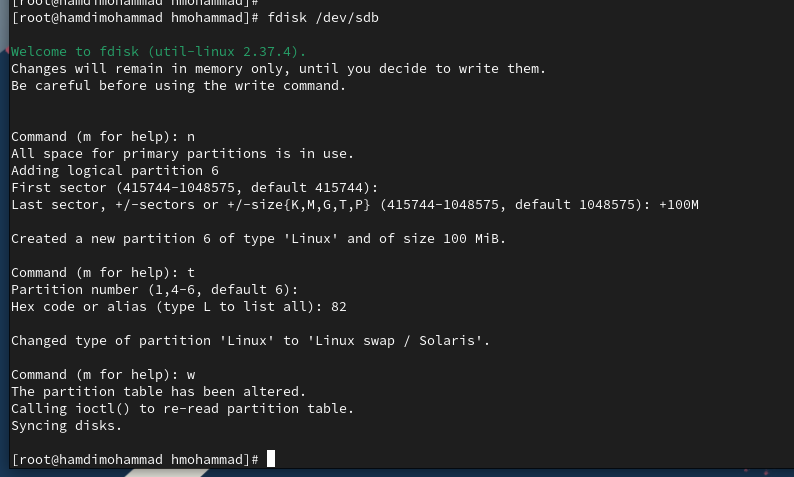 [root@hamdimohammad hmohammad]#
[root@hamdimohammad hmohammad]# fdisk /dev/sdb
Welcome to fdisk (util-linux 2.37.4).
Changes will remain in memory only, until you decide to write them.
Be careful before using the write command.
Command (m for help): n
All space for primary partitions is in use.
Adding logical partition 6
First sector (415744-1048575, default 415744):
Last sector, +/-sectors or +/-size{K,M,G,T,P} (415744-1048575, default 1048575): +100M
Created a new partition 6 of type 'Linux' and of size 100 MiB.
Command (m for help): t
Partition number (1,4-6, default 6):
Hex code or alias (type L to list all): 82
Changed type of partition 'Linux' to 'Linux swap / Solaris'.
Command (m for help): w
The partition table has been altered.
Calling ioctl() to re-read partition table.
Syncing disks.
[root@hamdimohammad hmohammad]#